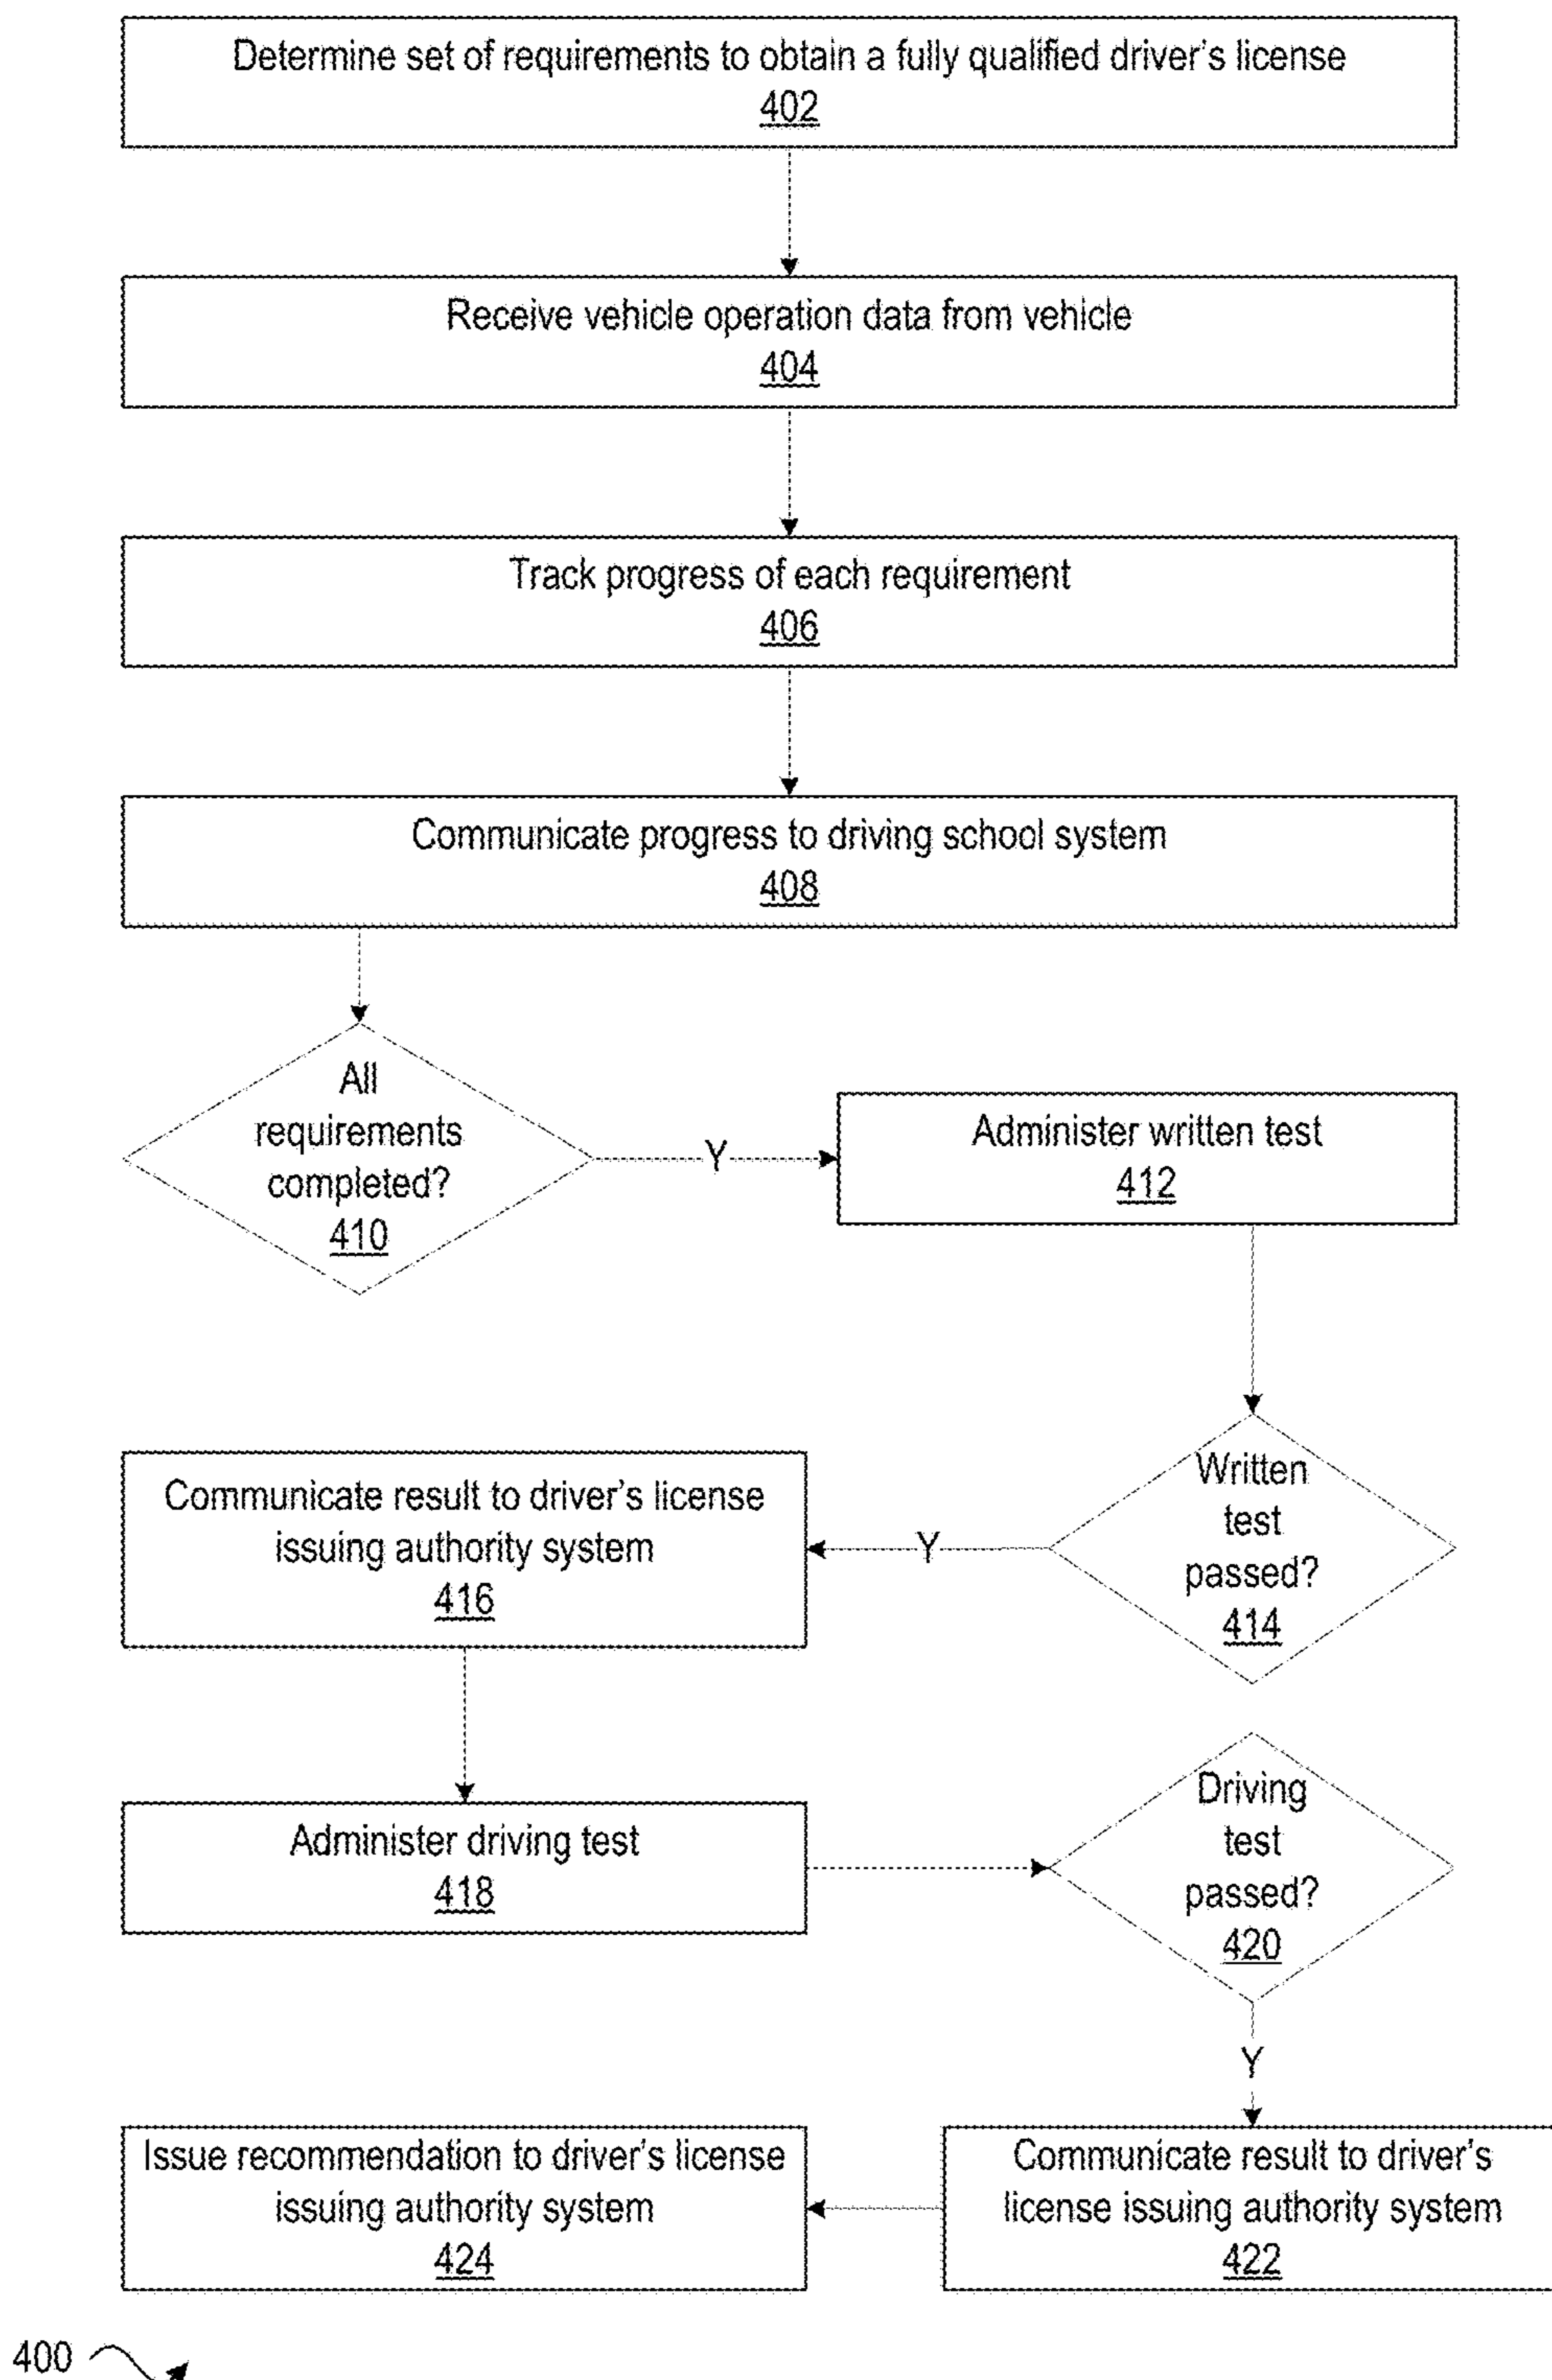 Determine set of requirements to obtain a fully qualified driver's license
402
Receive vehicle operation data from vehicle
404
Track progress of each requirement
406
Communicate progress to driving school system
408
All
requirements
completed?
410
Y
Administer written test
412
Written
test
passed?
414
Y
Communicate result to driver's license
issuing authority system
416
Administer driving test
418
Driving
test
passed?
420
Y
Communicate result to driver's
license issuing authority system
422
Issue recommendation to driver's license
issuing authority system
424
400